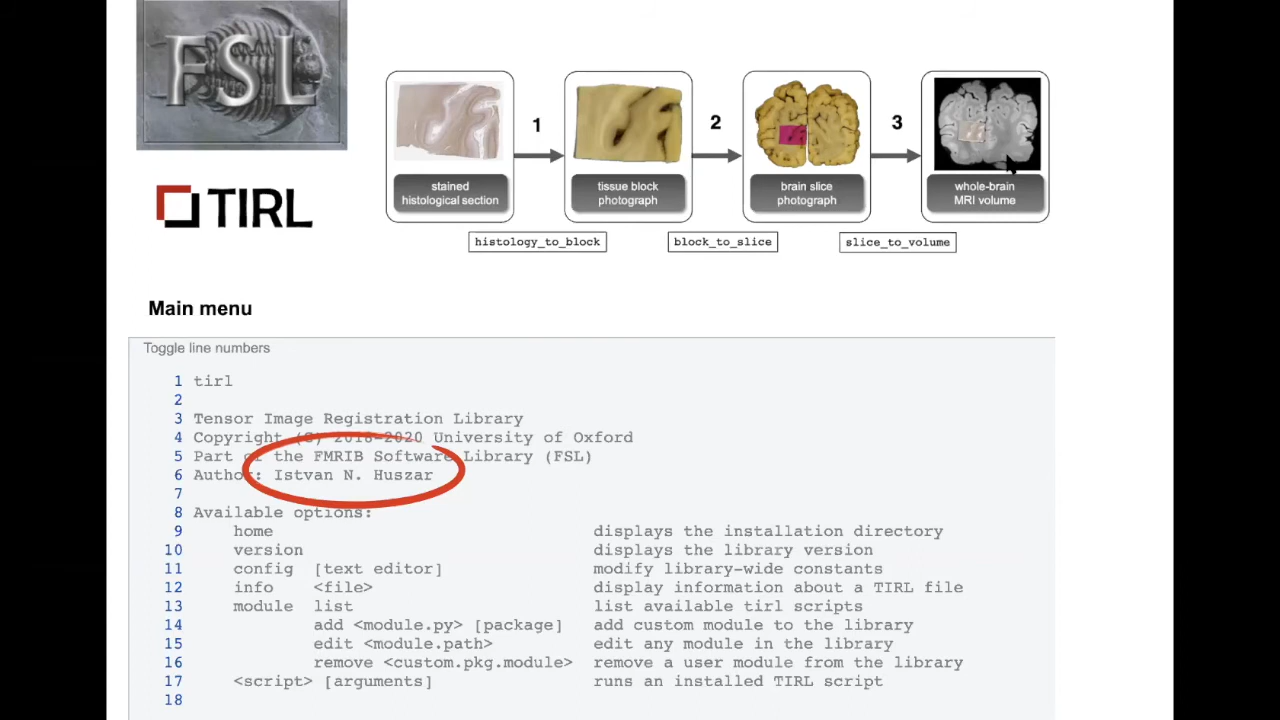 FSL
TIRL
1
2
3
stained
histological section
tissue block
photograph
brain slice
photograph
whole-brain
MRI volume
histology_to_block
block_to_slice
slice_to_volume
Main menu
Toggle line numbers
1 tirl
2
3 Tensor Image Registration Library
4 Copyright (C) 2018-2020 University of Oxford
5 Part of the FMRIB Software Library (FSL)
6 Author: Istvan N. Huszar
7
8 Available options:
9 home displays the installation directory
10 version displays the library version
11 config [text editor] modify library-wide constants
12 info <file> display information about a TIRL file
13 module list list available tirl scripts
14 add <module.py> [package] add custom module to the library
15 edit <module.path> edit any module in the library
16 remove <custom.pkg.module> remove a user module from the library
17 <script> [arguments] runs an installed TIRL script
18